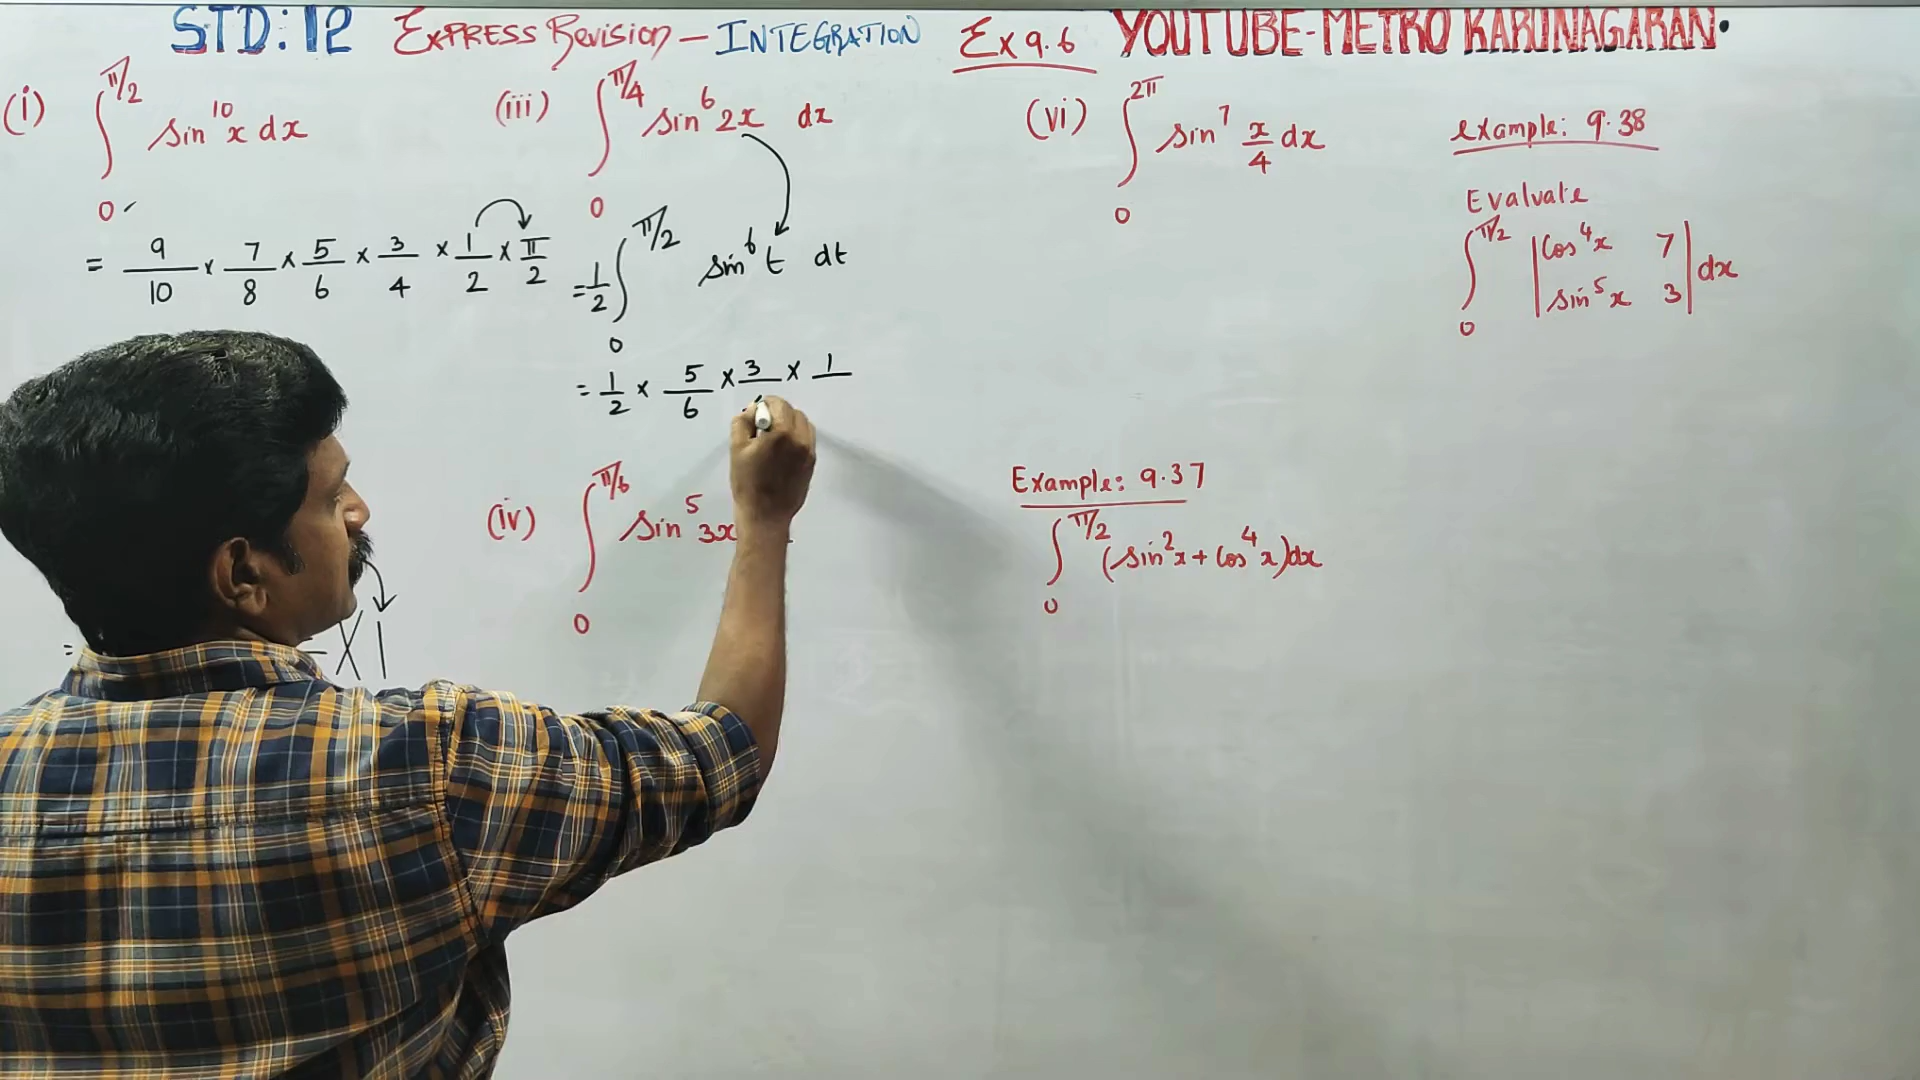 STD: 12 EXPRESS Revision – INTEGRATION Ex 9.6 YOUTUBE-METRO KARUNAGARAN.
(i) ∫₀^{π/2} sin¹⁰x dx
= 9/10 × 7/8 × 5/6 × 3/4 × 1/2 × π/2
= × 1
(iii) ∫₀^{π/4} sin⁶2x dx
= 1/2 ∫₀^{π/2} sin⁶t dt
= 1/2 × 5/6 × 3/ × 1/
(iv) ∫₀^{π/6} sin⁵3x
(vi) ∫₀^{2π} sin⁷ x/4 dx
Example: 9.37
∫₀^{π/2} (sin²x + cos⁴x)dx
example: 9.38
Evaluate
∫₀^{π/2} |cos⁴x 7|
|sin⁵x 3| dx